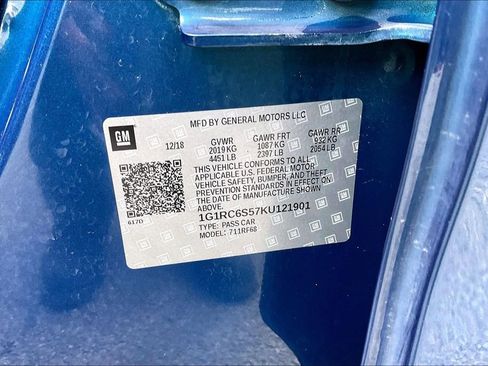 MFD BY GENERAL MOTORS LLC
GM
12/18 GVWR GAWR FRT GAWR RR
2019 KG 1087 KG 932 KG
4451 LB 2397 LB 2054 LB
THIS VEHICLE CONFORMS TO ALL
APPLICABLE U.S. FEDERAL MOTOR
VEHICLE SAFETY, BUMPER, AND THEFT
PREVENTION STANDARDS IN EFFECT ON
THE DATE OF MANUFACTURE SHOWN
ABOVE.
617D
1G1RC6S57KU121901
TYPE: PASS CAR
MODEL: 711RF68